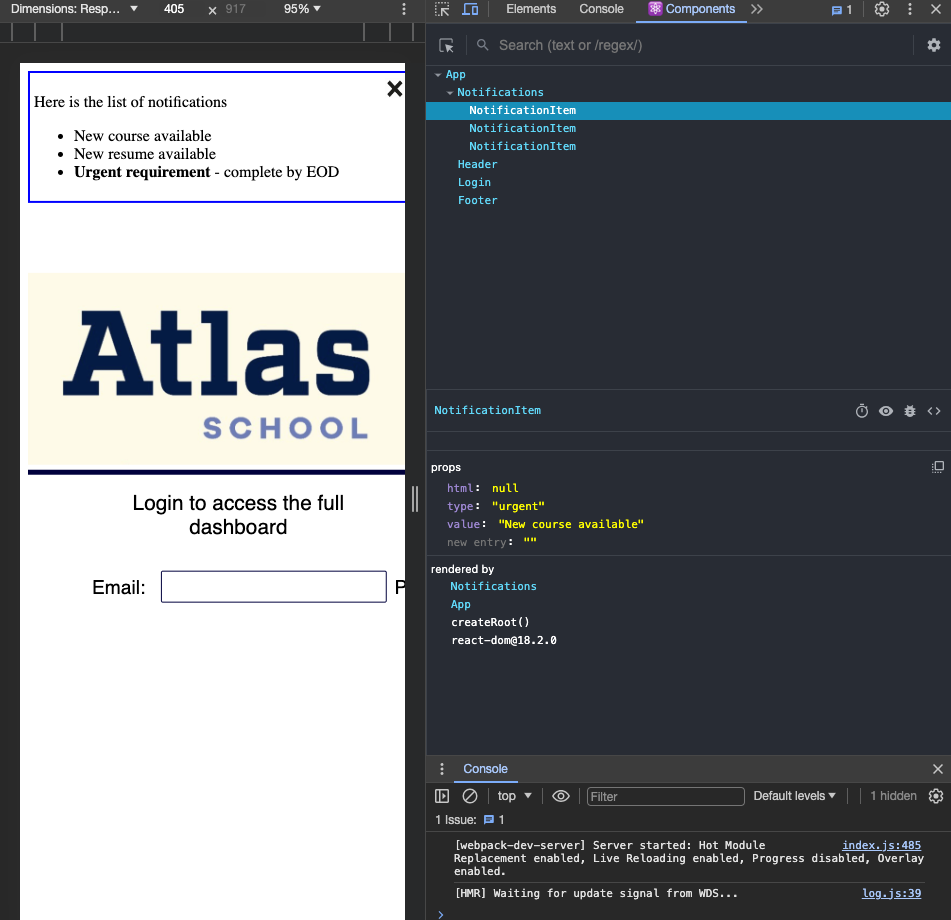 Dimensions: Resp... ▼ 405 × 917 95% ▼
Elements Console Components 1
Search (text or /regex/)
Here is the list of notifications
• New course available
• New resume available
• Urgent requirement - complete by EOD
Atlas
SCHOOL
Login to access the full
dashboard
Email:
P
App
Notifications
NotificationItem
NotificationItem
NotificationItem
Header
Login
Footer
NotificationItem
props
html: null
type: "urgent"
value: "New course available"
new entry: ""
rendered by
Notifications
App
createRoot()
react-dom@18.2.0
Console
top ▼ Filter Default levels ▼ 1 hidden
1 Issue: 1
[webpack-dev-server] Server started: Hot Module index.js:485
Replacement enabled, Live Reloading enabled, Progress disabled, Overlay
enabled.
[HMR] Waiting for update signal from WDS... log.js:39